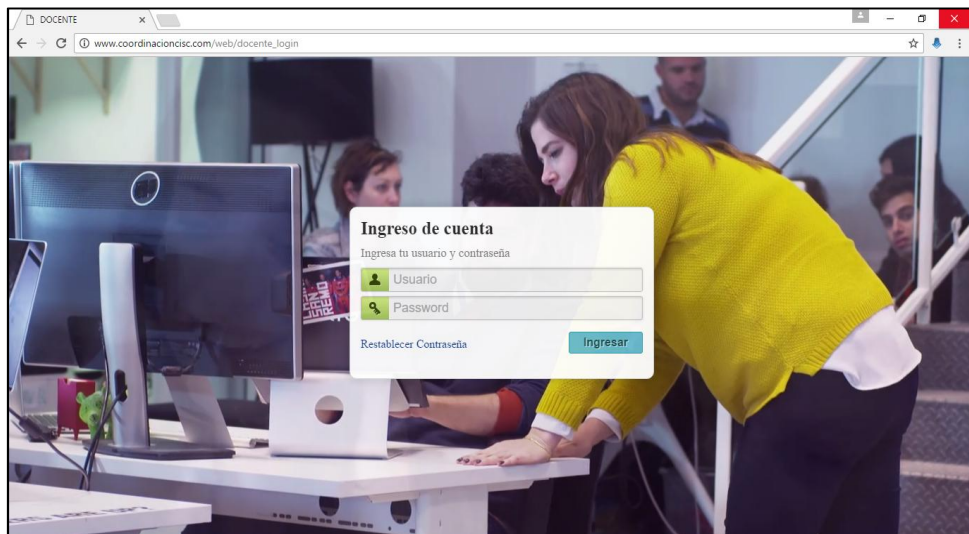 DOCENTE
www.coordinacioncisc.com/web/docente_login
Ingreso de cuenta
Ingresa tu usuario y contraseña
Usuario
Password
Restablecer Contraseña
Ingresar